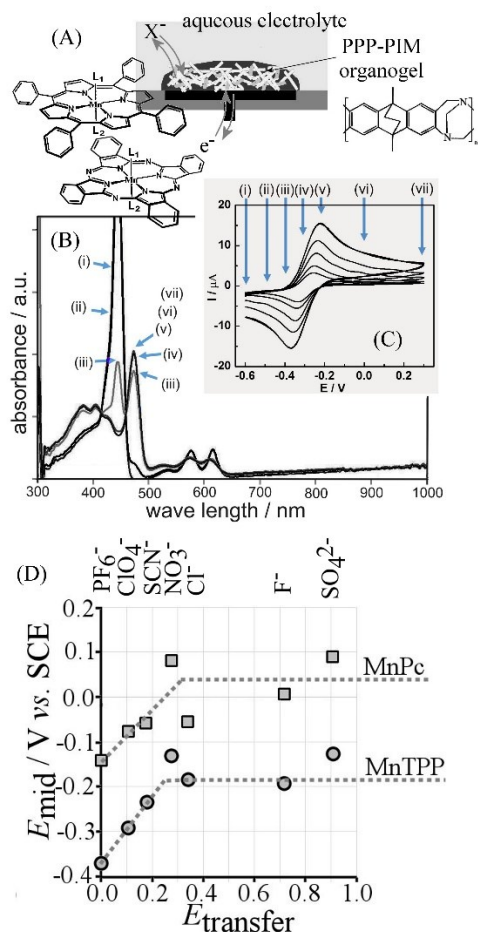 (A)
aqueous electrolyte
X-
PPP-PIM
organogel
e-
L1
Mn
L2
N
N
N
N
L1
Mn
L2
N
N
n
(i) (ii) (iii) (iv) (v) (vi) (vii)
20
10
0
-10
-20
I / µA
-0.6 -0.4 -0.2 0.0 0.2
E / V
(C)
(B)
absorbance / a.u.
(i)
(ii)
(iii)
(vii)
(vi)
(v)
(iv)
(iii)
300 400 500 600 700 800 900 1000
wave length / nm
(D)
PF6- ClO4- SCN- NO3- Cl- F- SO42-
0.2
0.1
0.0
-0.1
-0.2
-0.3
-0.4
Emid / V vs. SCE
MnPc
MnTPP
0.0 0.2 0.4 0.6 0.8 1.0
Etransfer